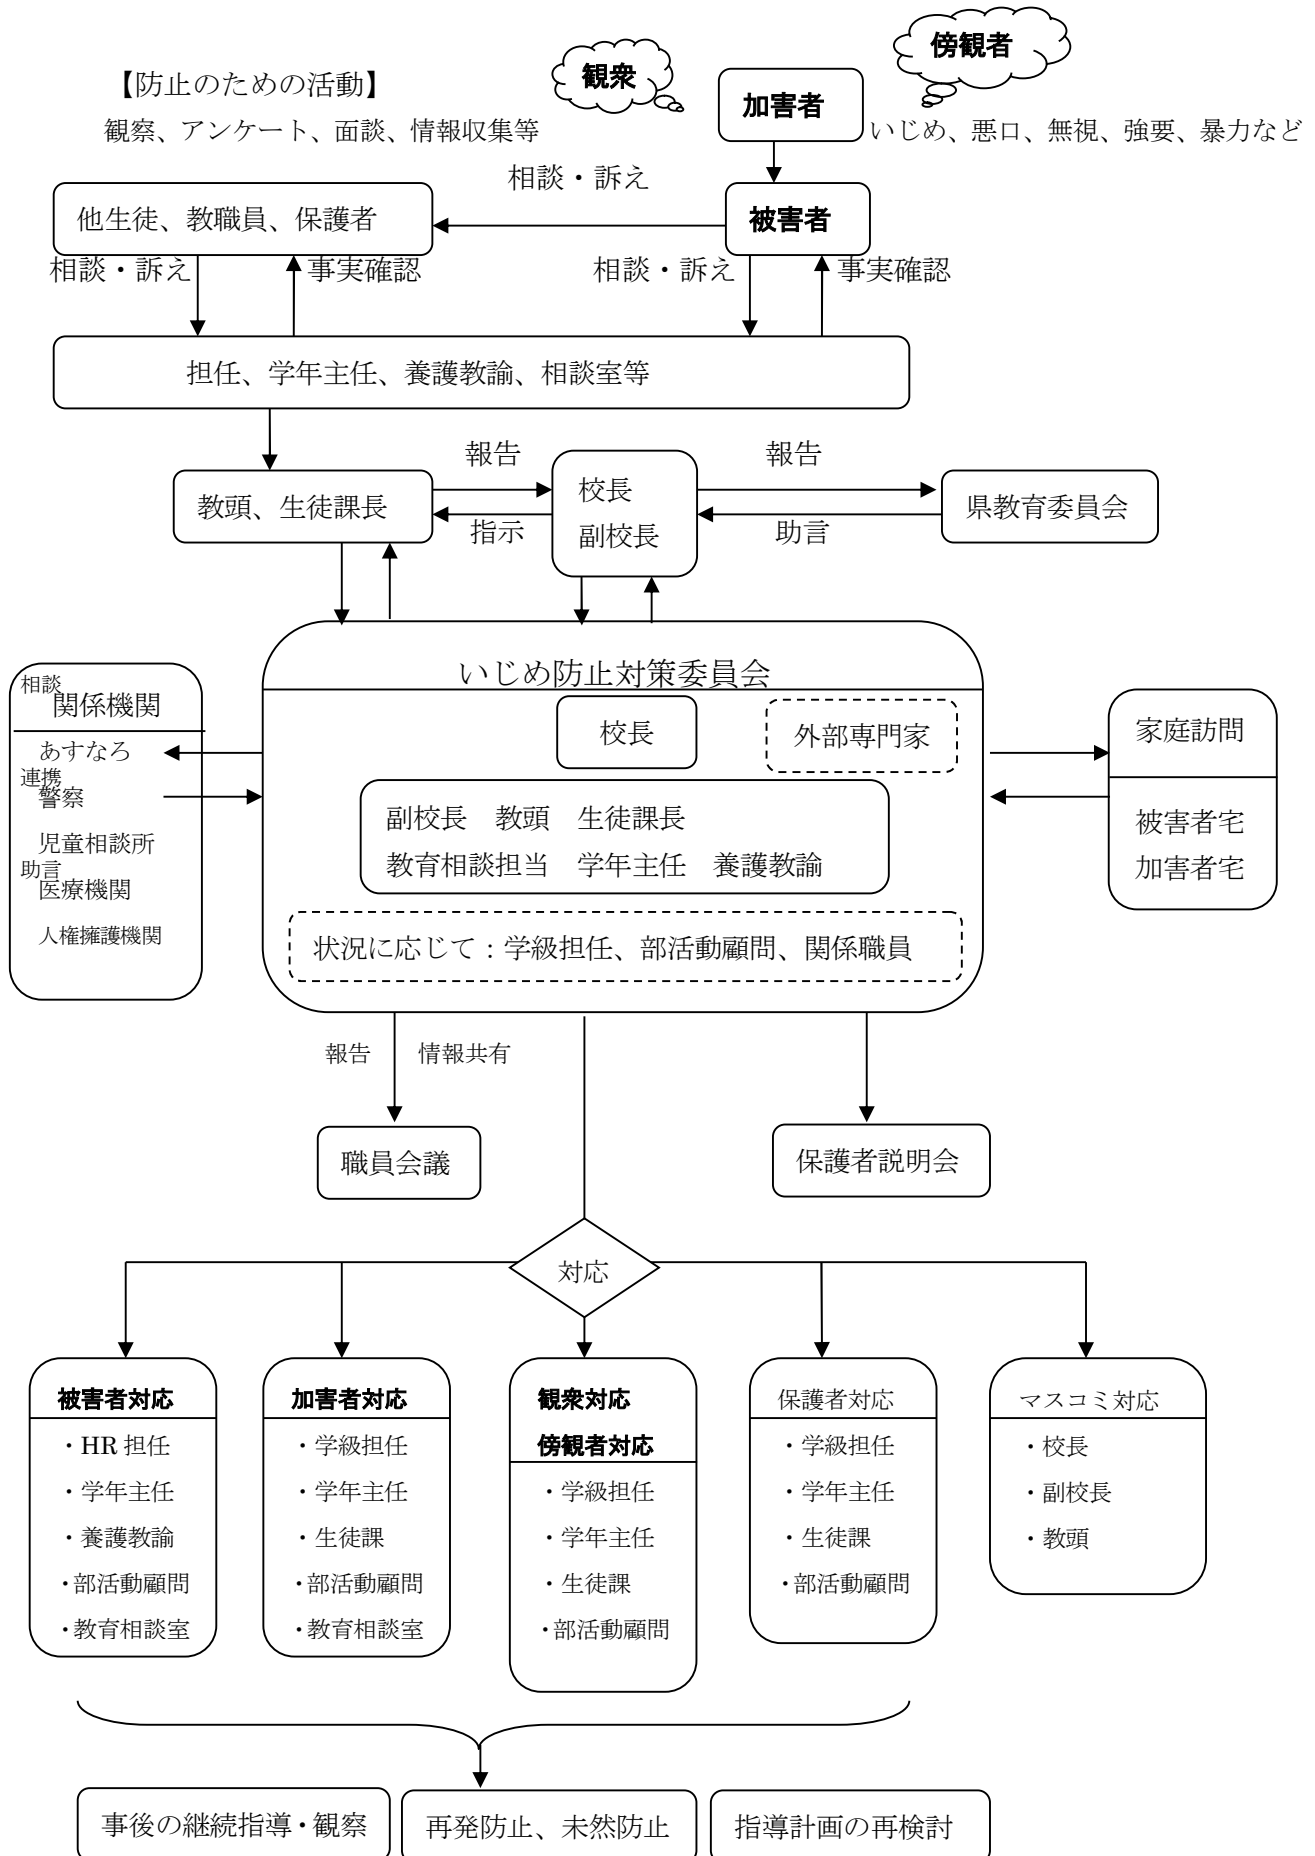 傍観者
観衆
【防止のための活動】
加害者
観察、アンケート、面談、情報収集等
いじめ、悪口、無視、強要、暴力など
相談・訴え
他生徒、教職員、保護者
被害者
相談・訴え
事実確認
相談・訴え
事実確認
担任、学年主任、養護教諭、相談室等
報告
報告
教頭、生徒課長
校長
副校長
県教育委員会
指示
助言
いじめ防止対策委員会
相談
関係機関
あすなろ
連携
警察
児童相談所
助言
医療機関
人権擁護機関
校長
外部専門家
副校長　教頭　生徒課長
教育相談担当　学年主任　養護教諭
状況に応じて：学級担任、部活動顧問、関係職員
家庭訪問
被害者宅
加害者宅
報告
情報共有
職員会議
保護者説明会
対応
被害者対応
・HR 担任
・学年主任
・養護教諭
・部活動顧問
・教育相談室
加害者対応
・学級担任
・学年主任
・生徒課
・部活動顧問
・教育相談室
観衆対応
傍観者対応
・学級担任
・学年主任
・生徒課
・部活動顧問
保護者対応
・学級担任
・学年主任
・生徒課
・部活動顧問
マスコミ対応
・校長
・副校長
・教頭
事後の継続指導・観察
再発防止、未然防止
指導計画の再検討